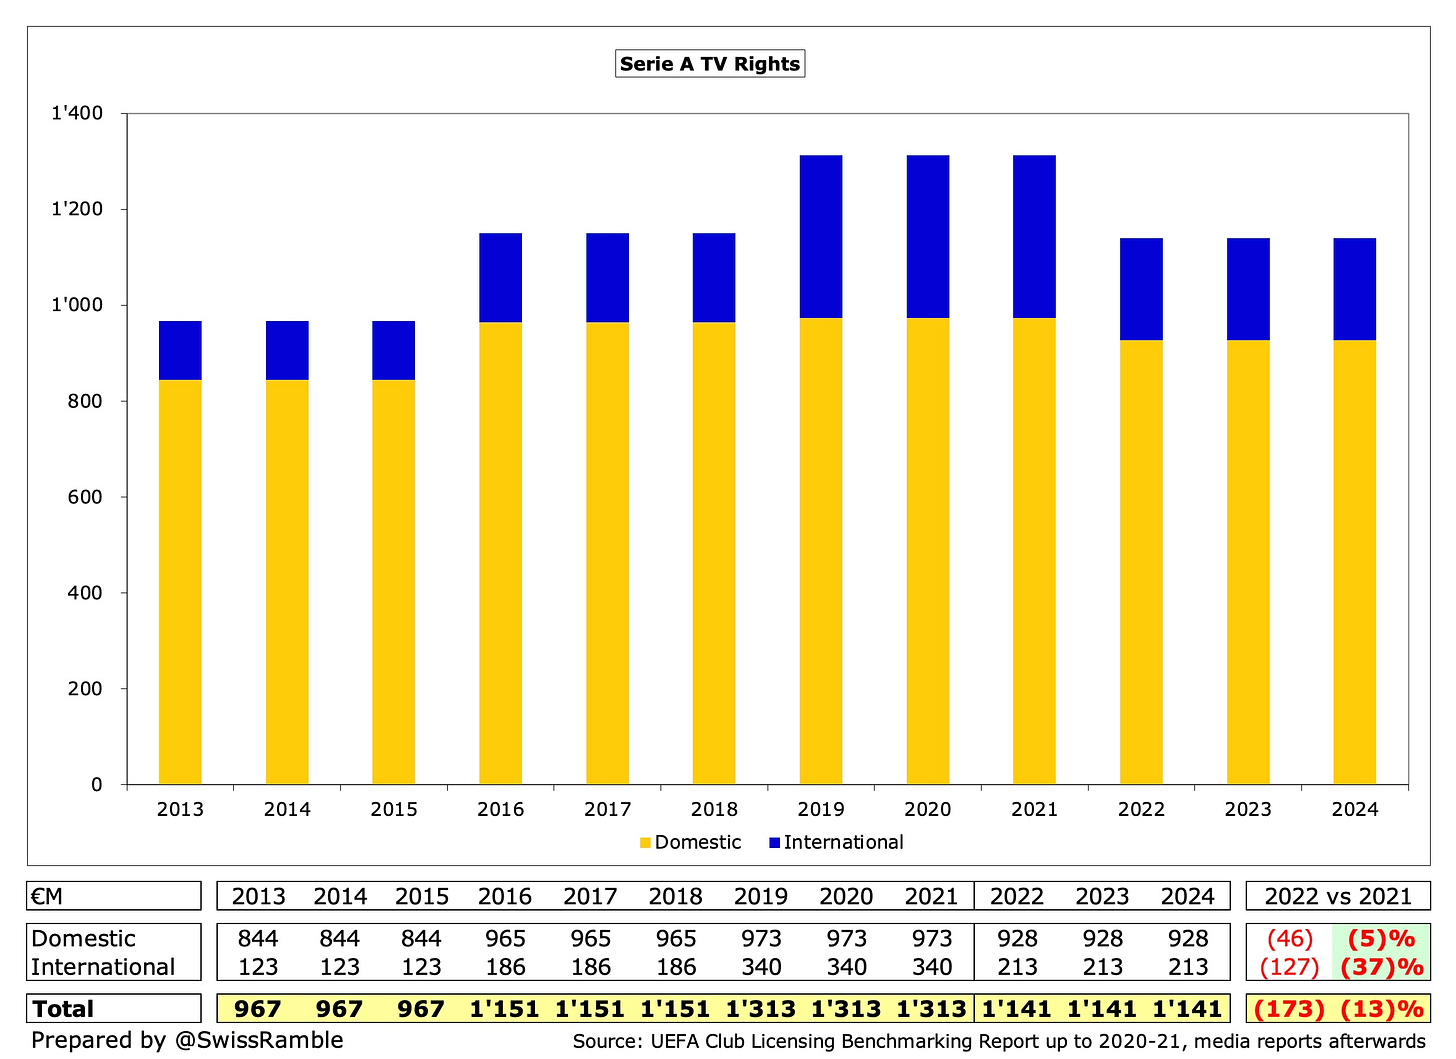 Serie A TV Rights
1'400
1'200
1'000
800
600
400
200
0
2013 2014 2015 2016 2017 2018 2019 2020 2021 2022 2023 2024
Domestic International
€M 2013 2014 2015 2016 2017 2018 2019 2020 2021 2022 2023 2024 2022 vs 2021
Domestic 844 844 844 965 965 965 973 973 973 928 928 928 (46) (5)%
International 123 123 123 186 186 186 340 340 340 213 213 213 (127) (37)%
Total 967 967 967 1'151 1'151 1'151 1'313 1'313 1'313 1'141 1'141 1'141 (173) (13)%
Prepared by @SwissRamble Source: UEFA Club Licensing Benchmarking Report up to 2020-21, media reports afterwards